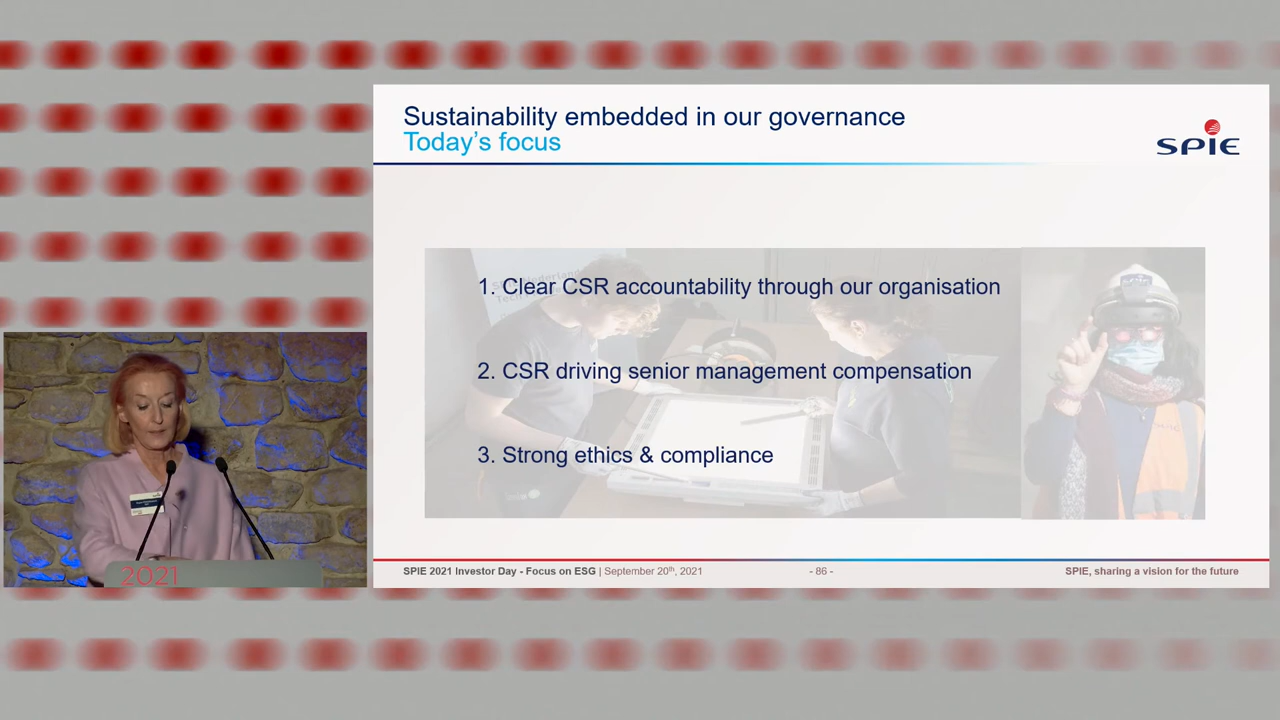 Sustainability embedded in our governance
Today's focus
SPIE
1. Clear CSR accountability through our organisation
2. CSR driving senior management compensation
3. Strong ethics & compliance
SPIE 2021 Investor Day - Focus on ESG | September 20th, 2021
- 86 -
SPIE, sharing a vision for the future
2021